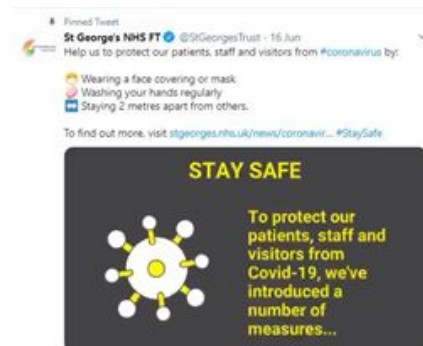 Pinned Tweet
St George's NHS FT @StGeorgesTrust · 16 Jun
Help us to protect our patients, staff and visitors from #coronavirus by:
Wearing a face covering or mask
Washing your hands regularly
Staying 2 metres apart from others.
To find out more, visit stgeorges.nhs.uk/news/coronavir... #StaySafe
STAY SAFE
To protect our
patients, staff and
visitors from
Covid-19, we've
introduced a
number of
measures...